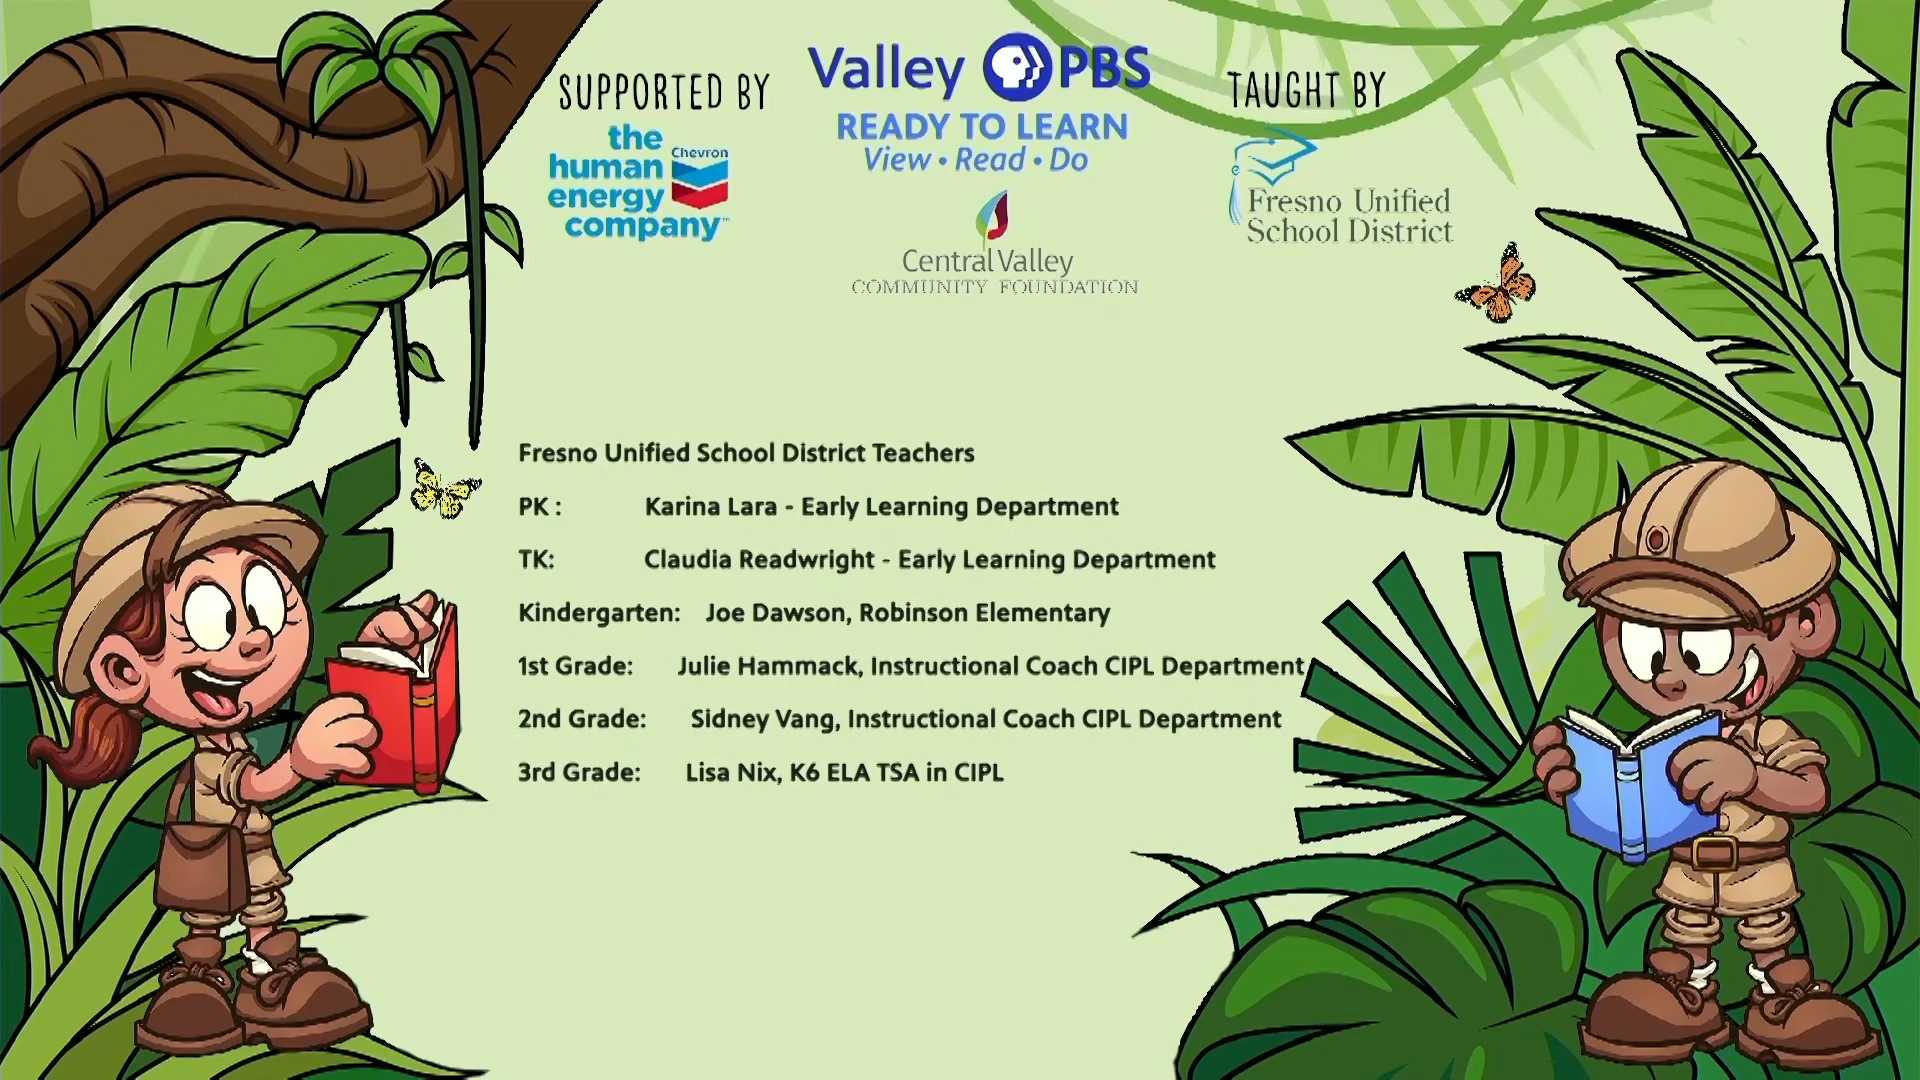 SUPPORTED BY
the
human
energy
company™
Chevron
Valley PBS
READY TO LEARN
View • Read • Do
Central Valley
COMMUNITY FOUNDATION
TAUGHT BY
Fresno Unified
School District
Fresno Unified School District Teachers
PK : Karina Lara - Early Learning Department
TK: Claudia Readwright - Early Learning Department
Kindergarten: Joe Dawson, Robinson Elementary
1st Grade: Julie Hammack, Instructional Coach CIPL Department
2nd Grade: Sidney Vang, Instructional Coach CIPL Department
3rd Grade: Lisa Nix, K6 ELA TSA in CIPL